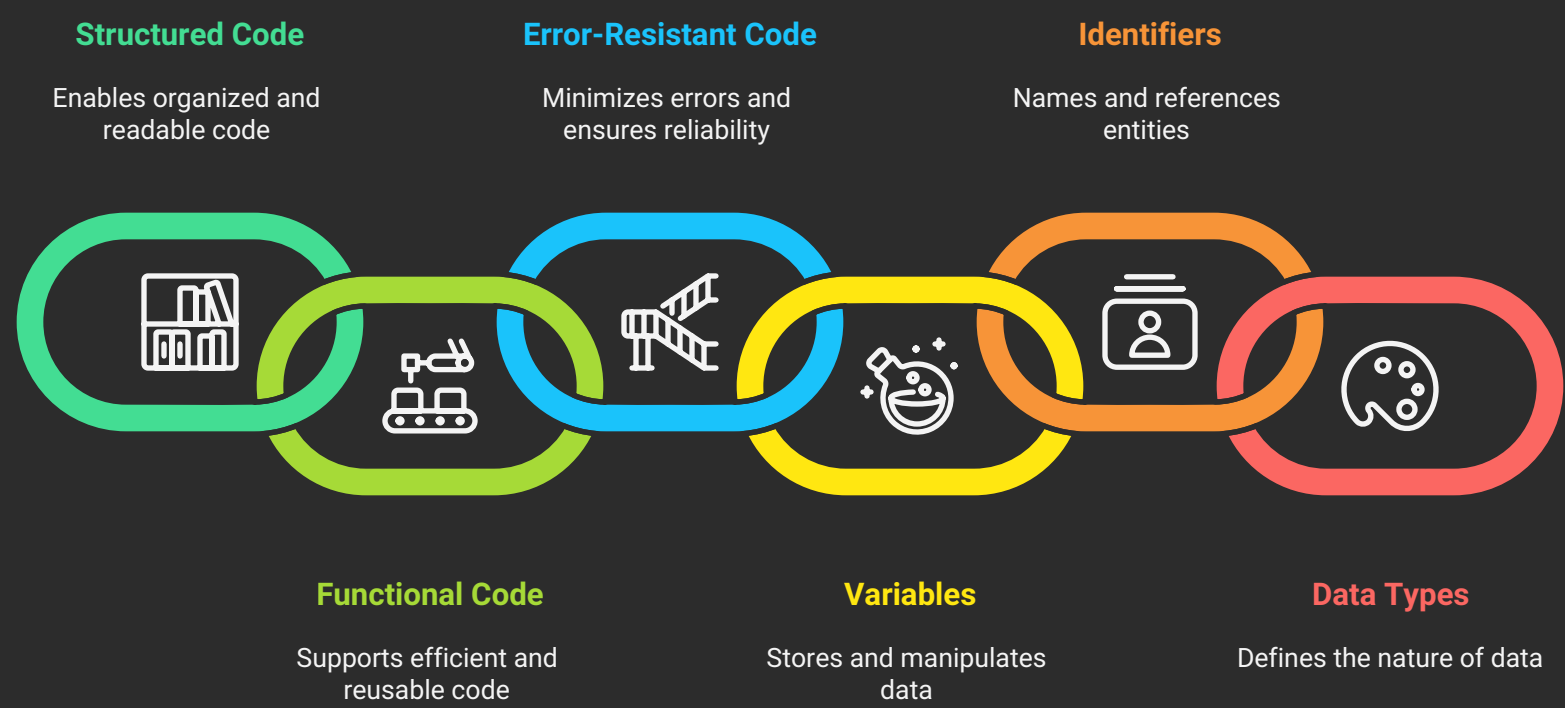 Structured Code
Enables organized and
readable code
Error-Resistant Code
Minimizes errors and
ensures reliability
Identifiers
Names and references
entities
Functional Code
Supports efficient and
reusable code
Variables
Stores and manipulates
data
Data Types
Defines the nature of data